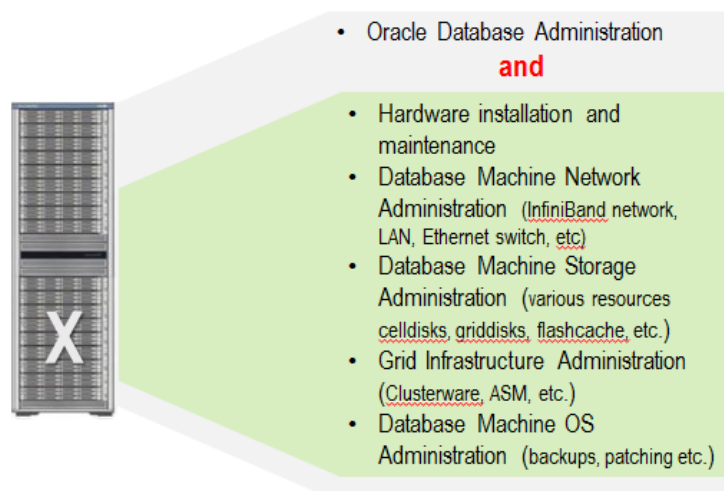 • Oracle Database Administration
and
• Hardware installation and
maintenance
• Database Machine Network
Administration (InfiniBand network,
LAN, Ethernet switch, etc)
• Database Machine Storage
Administration (various resources
celldisks, griddisks, flashcache, etc.)
• Grid Infrastructure Administration
(Clusterware, ASM, etc.)
• Database Machine OS
Administration (backups, patching etc.)
X